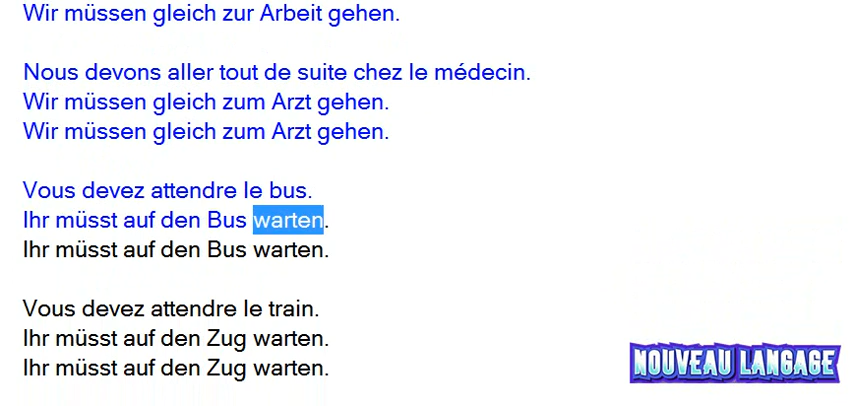 Wir müssen gleich zur Arbeit gehen.
Nous devons aller tout de suite chez le médecin.
Wir müssen gleich zum Arzt gehen.
Wir müssen gleich zum Arzt gehen.
Vous devez attendre le bus.
Ihr müsst auf den Bus warten.
Ihr müsst auf den Bus warten.
Vous devez attendre le train.
Ihr müsst auf den Zug warten.
Ihr müsst auf den Zug warten.
NOUVEAU LANGAGE